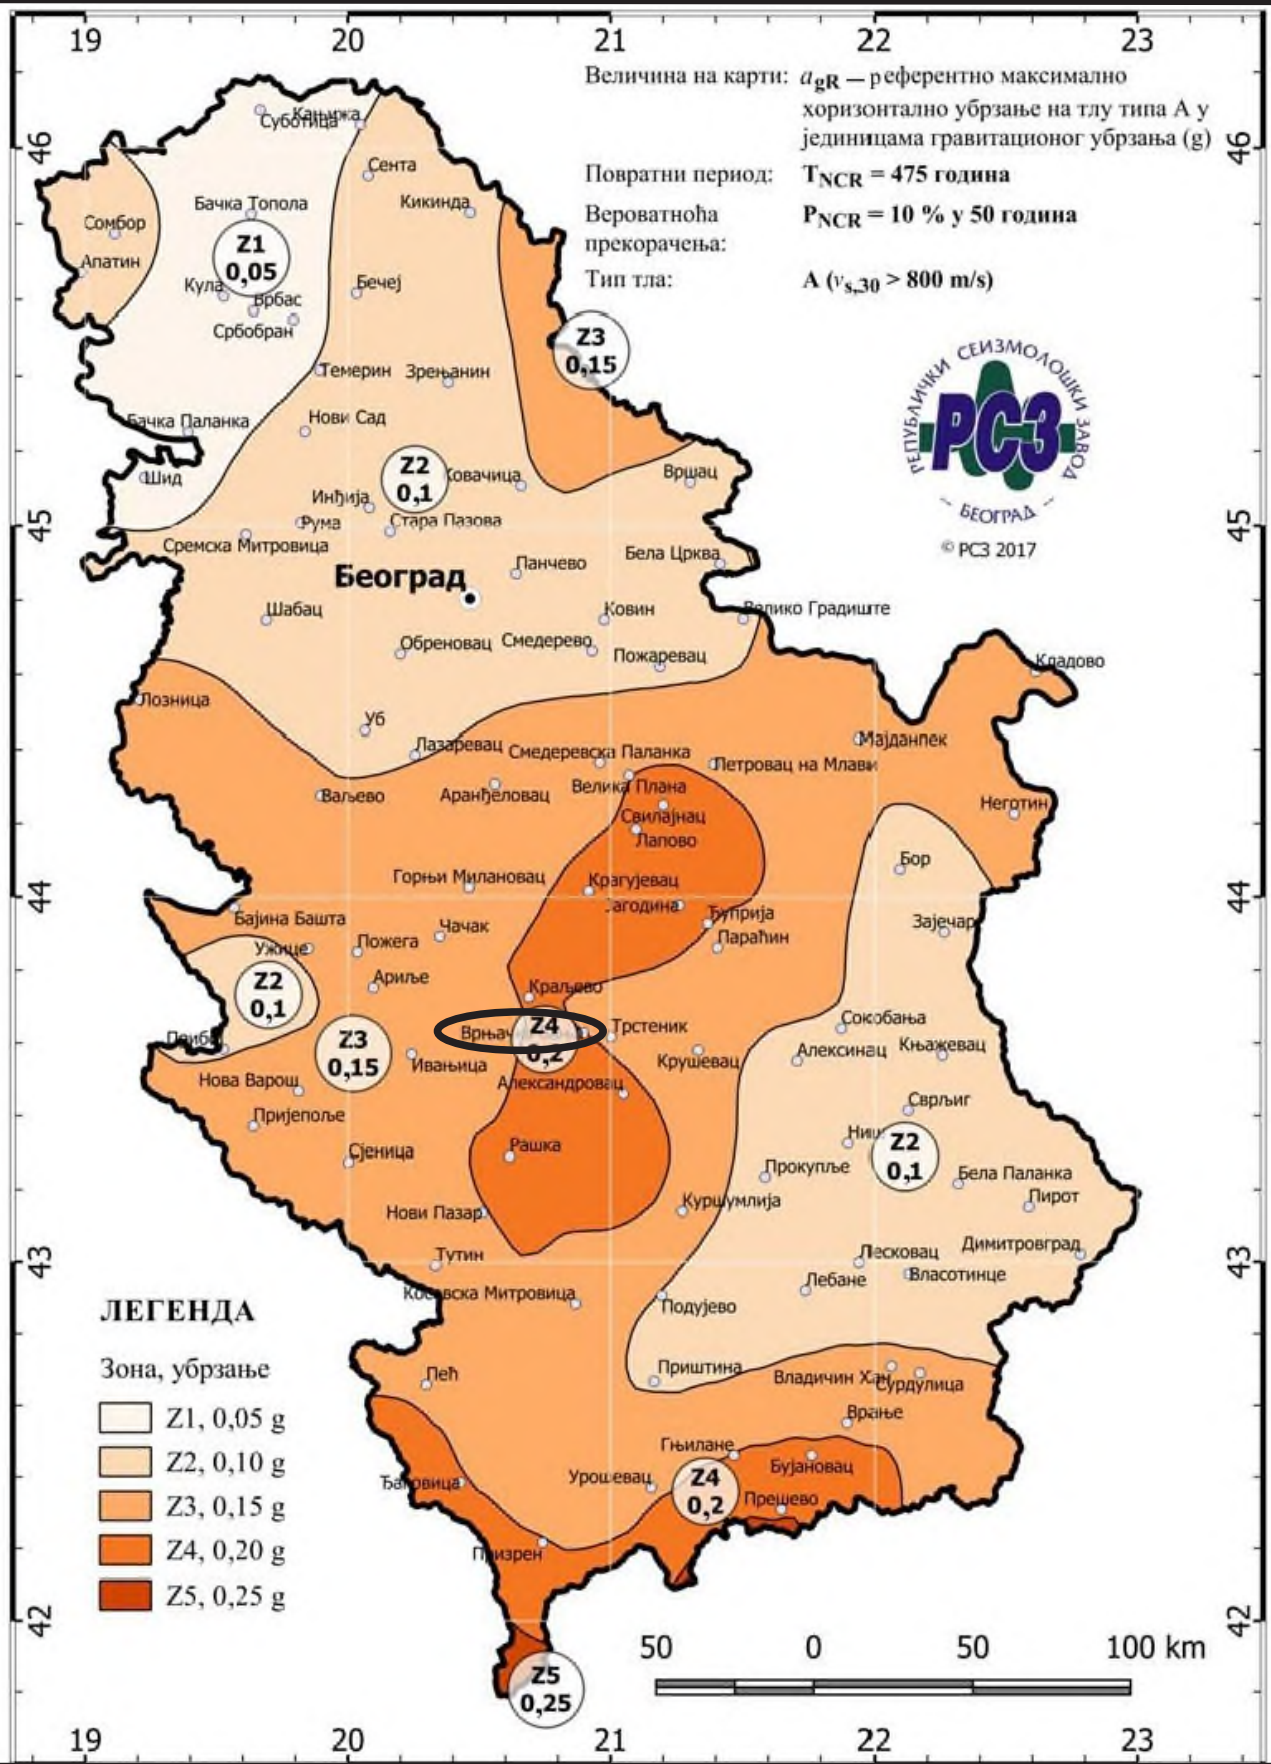 19 20 21 22 23
Величина на карти: agR – референтно максимално
хоризонтално убрзање на тлу типа А у
јединицама гравитационог убрзања (g)
Повратни период: TNCR = 475 година
Вероватноћа PNCR = 10 % у 50 година
прекорачења:
Тип тла: A (vs,30 > 800 m/s)
РЕПУБЛИЧКИ СЕИЗМОЛОШКИ ЗАВОД
РСЗ
- БЕОГРАД -
© РСЗ 2017
46 46
45 45
44 44
43 43
42 42
Кањижа
Суботица
Сента
Бачка Топола
Кикинда
Сомбор
Z1
0,05
Апатин
Кула
Бечеј
Врбас
Србобран
Z3
0,15
Темерин
Зрењанин
Бачка Паланка
Нови Сад
Z2
0,1
Ковачица
Вршац
Шид
Инђија
Рума
Стара Пазова
Сремска Митровица
Бела Црква
Панчево
Београд
Шабац
Ковин
Велико Градиште
Обреновац
Смедерево
Пожаревац
Кладово
Лозница
Уб
Лазаревац
Смедеревска Паланка
Мајданпек
Петровац на Млави
Ваљево
Аранђеловац
Велика Плана
Неготин
Свилајнац
Лапово
Бор
Горњи Милановац
Крагујевац
Јагодина
Бајина Башта
Чачак
Ћуприја
Зајечар
Ужице
Пожега
Параћин
Ариље
Z2
0,1
Краљево
Сокобања
Врњач
Z4
0,2
Трстеник
Z3
0,15
Ивањица
Крушевац
Алексинац
Књажевац
Нова Варош
Александровац
Сврљиг
Пријепоље
Ниш
Z2
0,1
Сјеница
Рашка
Прокупље
Бела Паланка
Пирот
Нови Пазар
Куршумлија
Тутин
Лесковац
Димитровград
Лебане
Власотинце
Косовска Митровица
Подујево
Пећ
Приштина
Владичин Хан
Сурдулица
Врање
Гњилане
Ђаковица
Урошевац
Z4
0,2
Бујановац
Прешево
Призрен
Z5
0,25
ЛЕГЕНДА
Зона, убрзање
Z1, 0,05 g
Z2, 0,10 g
Z3, 0,15 g
Z4, 0,20 g
Z5, 0,25 g
50 0 50 100 km
19 20 21 22 23